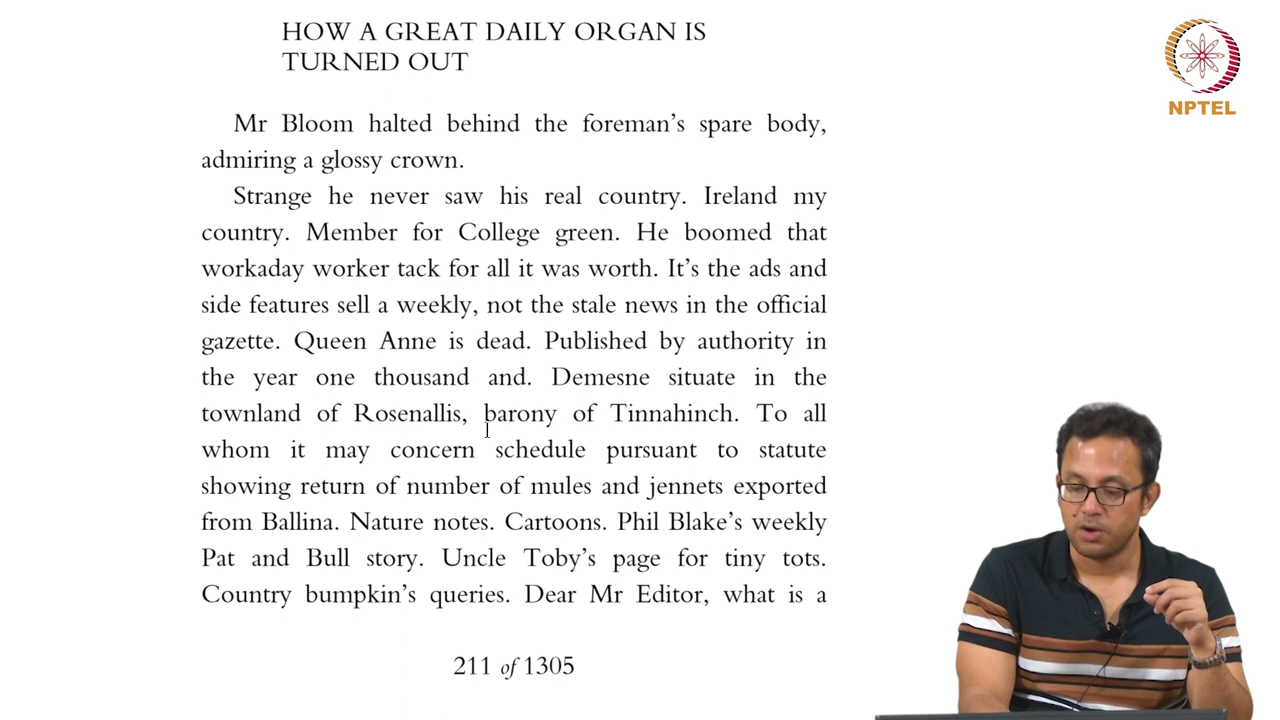 HOW A GREAT DAILY ORGAN IS
TURNED OUT
Mr Bloom halted behind the foreman’s spare body,
admiring a glossy crown.
Strange he never saw his real country. Ireland my
country. Member for College green. He boomed that
workaday worker tack for all it was worth. It’s the ads and
side features sell a weekly, not the stale news in the official
gazette. Queen Anne is dead. Published by authority in
the year one thousand and. Demesne situate in the
townland of Rosenallis, barony of Tinnahinch. To all
whom it may concern schedule pursuant to statute
showing return of number of mules and jennets exported
from Ballina. Nature notes. Cartoons. Phil Blake’s weekly
Pat and Bull story. Uncle Toby’s page for tiny tots.
Country bumpkin’s queries. Dear Mr Editor, what is a
211 of 1305
NPTEL